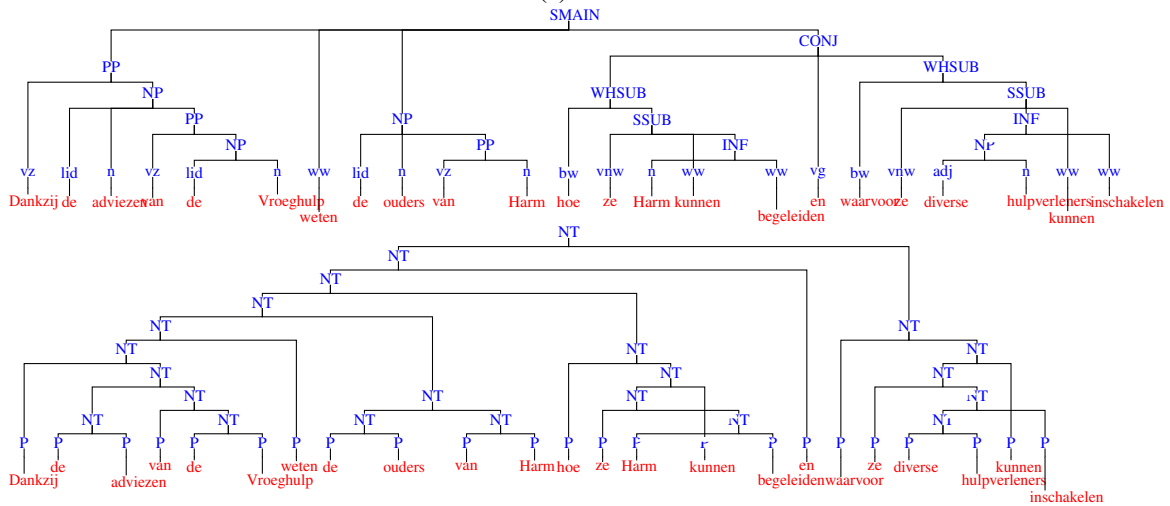 SMAIN
CONJ
PP WHSUB
NP WHSUB SSUB
PP NP SSUB INF
NP PP INF NP
vz lid n vz lid n ww lid n vz n bw vnw n ww ww vg bw vnw adj n ww ww
Dankzij de adviezen van de Vroeghulp weten de ouders van Harm hoe ze Harm kunnen begeleiden en waarvoor ze diverse hulpverleners kunnen inschakelen
NT
NT
NT
NT
NT NT
NT NT NT
NT NT NT
NT NT NT NT
NT NT NT NT NT NT
P P P P P P P P P P P P P P P P P P P P P P P
Dankzij de adviezen van de Vroeghulp weten de ouders van Harm hoe ze Harm kunnen begeleiden en waarvoor ze diverse hulpverleners kunnen inschakelen